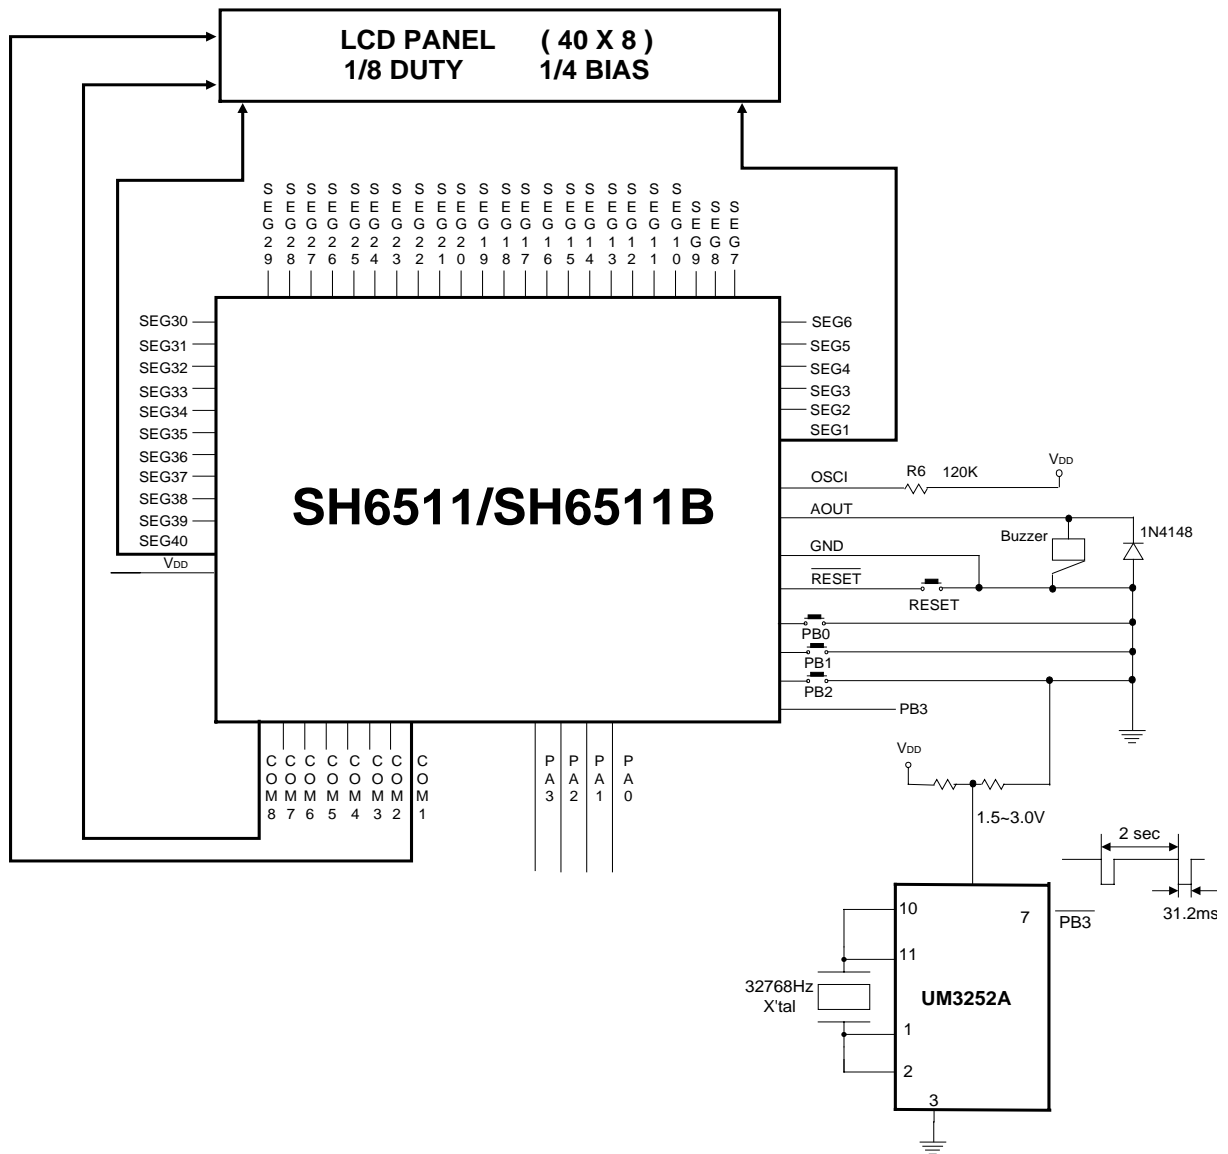 LCD PANEL ( 40 X 8 )
1/8 DUTY 1/4 BIAS
SEG29
SEG28
SEG27
SEG26
SEG25
SEG24
SEG23
SEG22
SEG21
SEG20
SEG19
SEG18
SEG17
SEG16
SEG15
SEG14
SEG13
SEG12
SEG11
SEG10
SEG9
SEG8
SEG7
SEG30
SEG31
SEG32
SEG33
SEG34
SEG35
SEG36
SEG37
SEG38
SEG39
SEG40
VDD
SH6511/SH6511B
SEG6
SEG5
SEG4
SEG3
SEG2
SEG1
OSCI
R6 120K
VDD
AOUT
Buzzer
1N4148
GND
RESET
RESET
PB0
PB1
PB2
PB3
COM8
COM7
COM6
COM5
COM4
COM3
COM2
COM1
PA3
PA2
PA1
PA0
VDD
1.5~3.0V
2 sec
31.2ms
10
11
7
PB3
32768Hz
X'tal
UM3252A
1
2
3